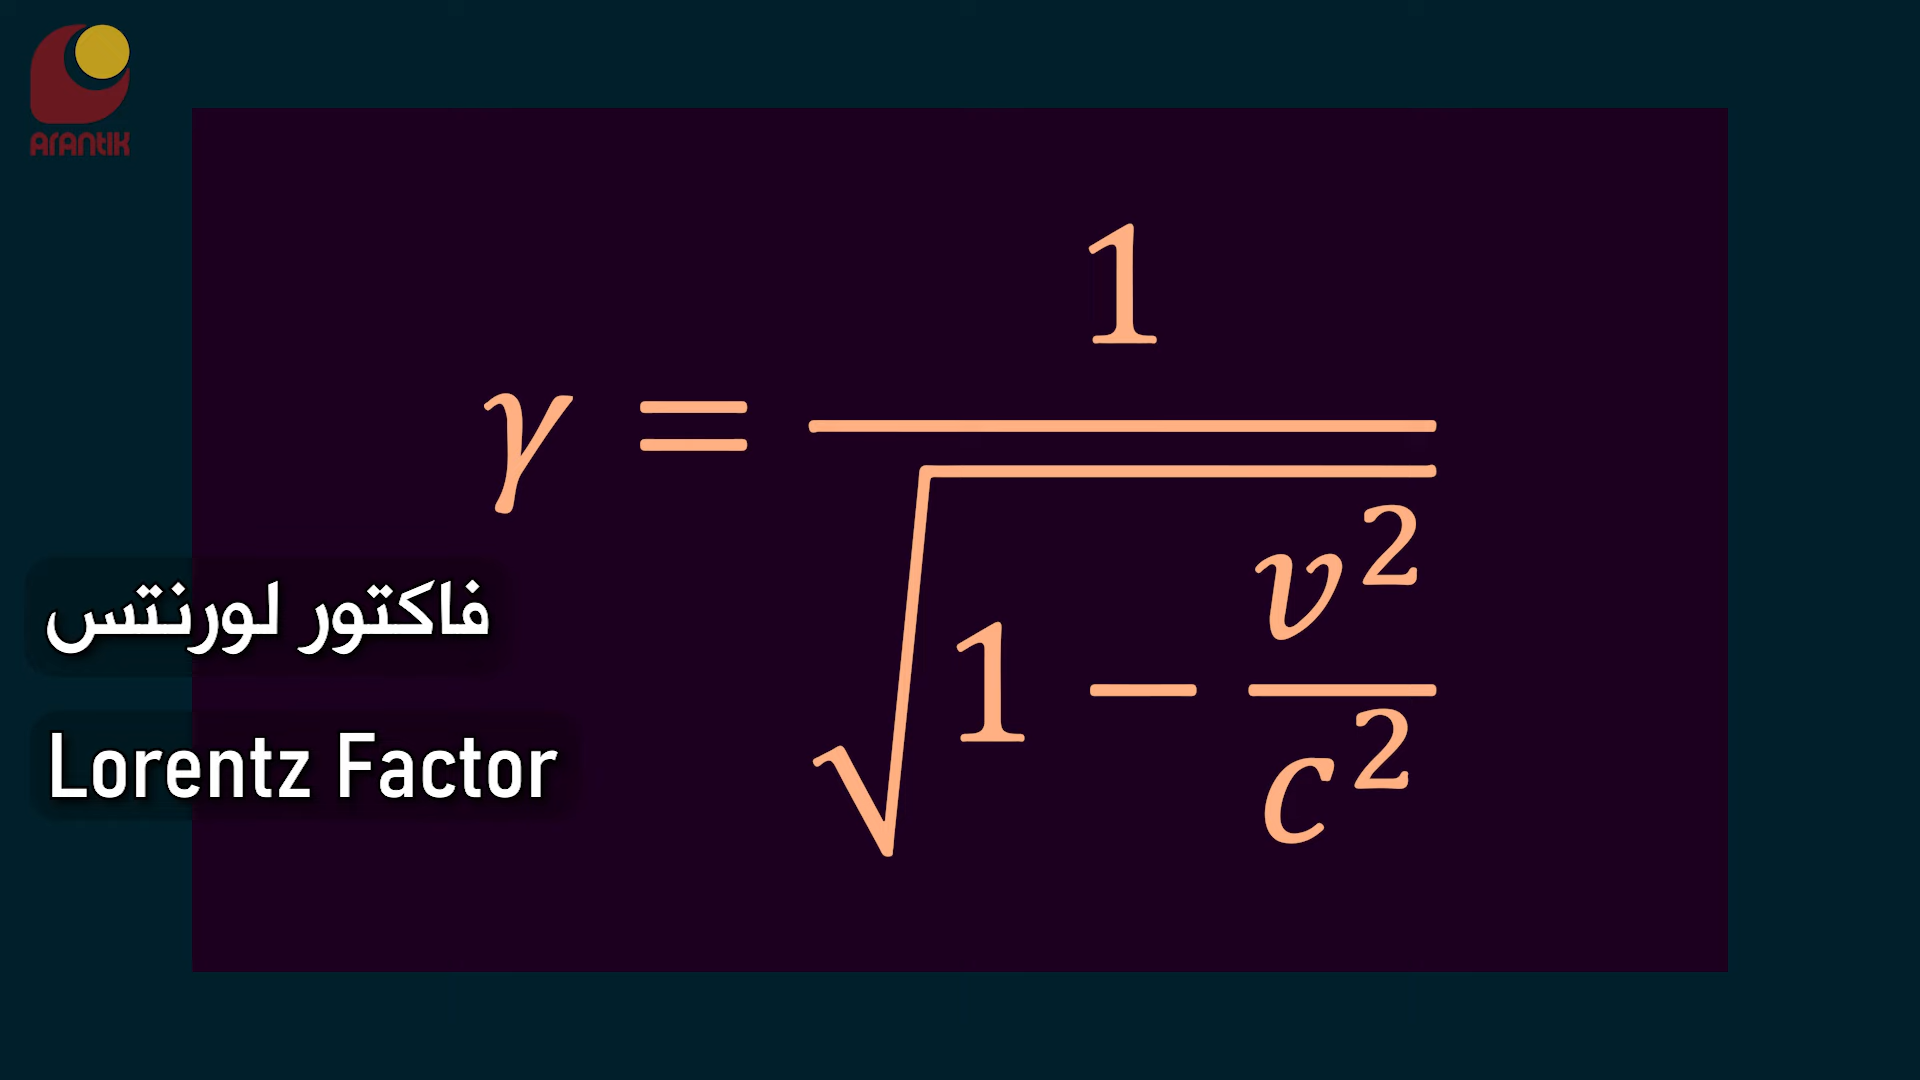 ArAntIK
γ = 1 / √(1 − v²/c²)
فاکتور لورنتس
Lorentz Factor